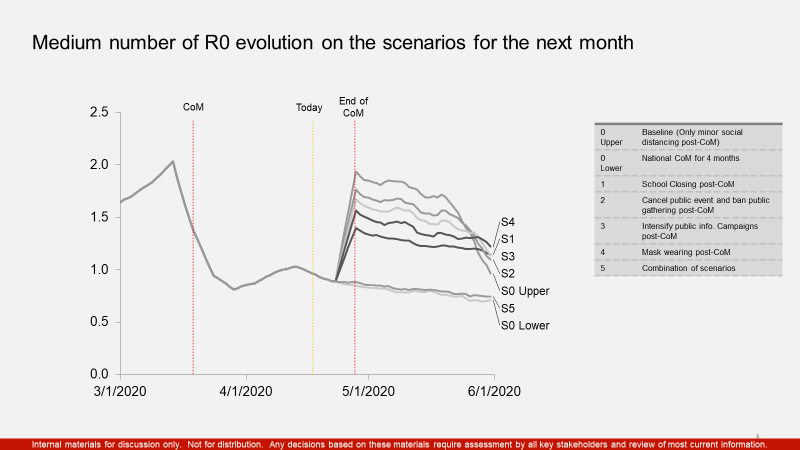 Medium number of R0 evolution on the scenarios for the next month
CoM
Today
End of
CoM
2.5
2.0
1.5
1.0
0.5
0.0
3/1/2020
4/1/2020
5/1/2020
6/1/2020
S4
S1
S3
S2
S0 Upper
S5
S0 Lower
0
Upper
Baseline (Only minor social
distancing post-CoM)
0
Lower
National CoM for 4 months
1
School Closing post-CoM
2
Cancel public event and ban public
gathering post-CoM
3
Intensify public info. Campaigns
post-CoM
4
Mask wearing post-CoM
5
Combination of scenarios
3
Internal materials for discussion only. Not for distribution. Any decisions based on these materials require assessment by all key stakeholders and review of most current information.